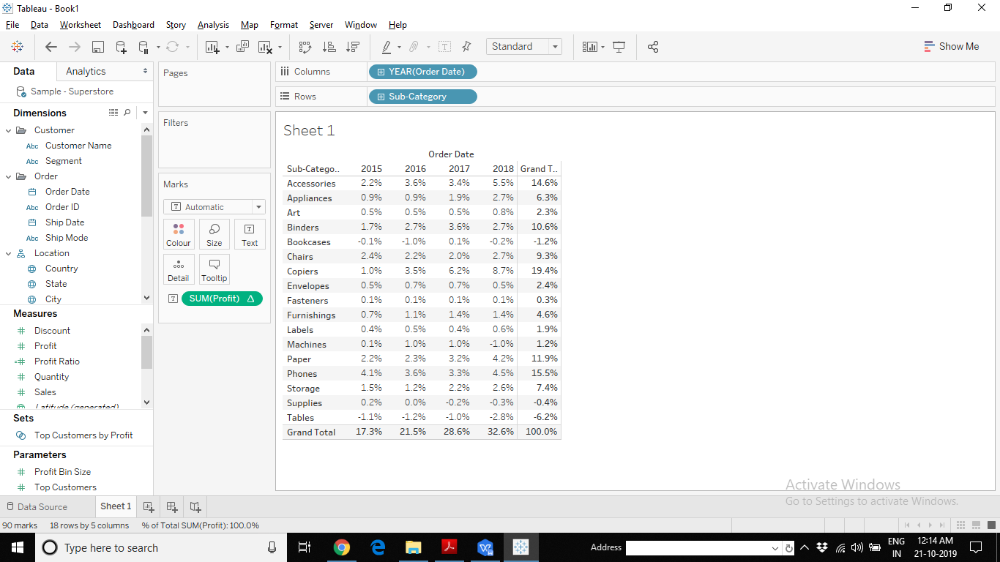 Tableau - Book1
File Data Worksheet Dashboard Story Analysis Map Format Server Window Help
Standard
Show Me
Data Analytics
Sample - Superstore
Dimensions
Customer
Abc Customer Name
Abc Segment
Order
Order Date
Abc Order ID
Ship Date
Abc Ship Mode
Location
Country
State
City
Measures
Discount
Profit
Profit Ratio
Quantity
Sales
Latitude (generated)
Sets
Top Customers by Profit
Parameters
Profit Bin Size
Top Customers
Pages
Filters
Marks
Automatic
Colour Size Text
Detail Tooltip
SUM(Profit) Δ
Columns YEAR(Order Date)
Rows Sub-Category
Sheet 1
Order Date
Sub-Catego.. 2015 2016 2017 2018 Grand T..
Accessories 2.2% 3.6% 3.4% 5.5% 14.6%
Appliances 0.9% 0.9% 1.9% 2.7% 6.3%
Art 0.5% 0.5% 0.5% 0.8% 2.3%
Binders 1.7% 2.7% 3.6% 2.7% 10.6%
Bookcases -0.1% -1.0% 0.1% -0.2% -1.2%
Chairs 2.4% 2.2% 2.0% 2.7% 9.3%
Copiers 1.0% 3.5% 6.2% 8.7% 19.4%
Envelopes 0.5% 0.7% 0.7% 0.5% 2.4%
Fasteners 0.1% 0.1% 0.1% 0.1% 0.3%
Furnishings 0.7% 1.1% 1.4% 1.4% 4.6%
Labels 0.4% 0.5% 0.4% 0.6% 1.9%
Machines 0.1% 1.0% 1.0% -1.0% 1.2%
Paper 2.2% 2.3% 3.2% 4.2% 11.9%
Phones 4.1% 3.6% 3.3% 4.5% 15.5%
Storage 1.5% 1.2% 2.2% 2.6% 7.4%
Supplies 0.2% 0.0% -0.2% -0.3% -0.4%
Tables -1.1% -1.2% -1.0% -2.8% -6.2%
Grand Total 17.3% 21.5% 28.6% 32.6% 100.0%
Activate Windows
Go to Settings to activate Windows.
Data Source Sheet 1
90 marks 18 rows by 5 columns % of Total SUM(Profit): 100.0%
Type here to search
Address
ENG
IN
12:14 AM
21-10-2019